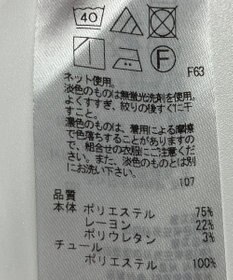 40
F
F63
ネット使用。
淡色のものは無蛍光洗剤を使用。
よくすすぎ、絞りの後すぐに干
すこと。
濃色のものは、着用による摩擦
で色落ちすることがありますの
で、組合せの衣服にご注意くださ
い。また、淡色のものとは別
にお洗い下さい。
107
品質
本体 ポリエステル 75%
レーヨン 22%
ポリウレタン 3%
チュール
ポリエステル 100%